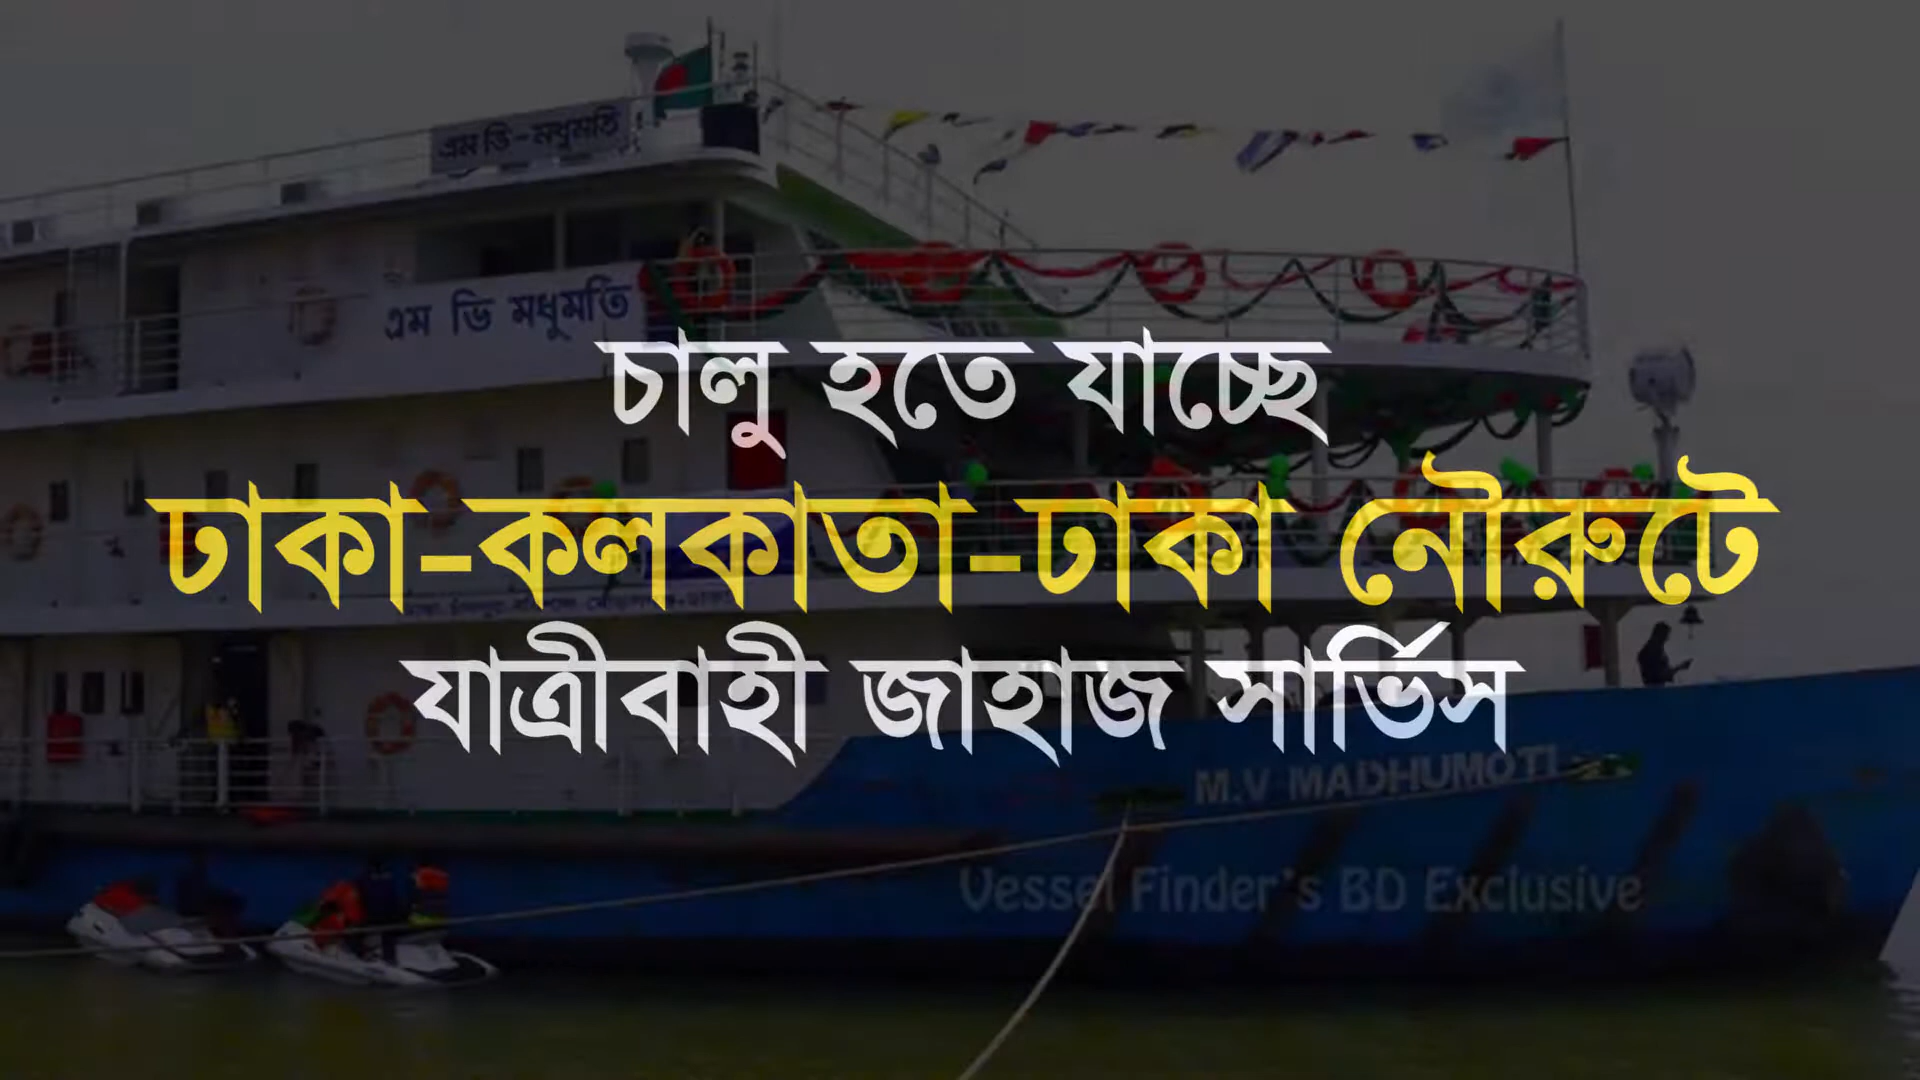 এম ভি-মধুমতি
এম ভি মধুমতি
চালু হতে যাচ্ছে
ঢাকা-কলকাতা-ঢাকা নৌরুটে
যাত্রীবাহী জাহাজ সার্ভিস
M.V MADHUMOTI
Vessel Finder's BD Exclusive